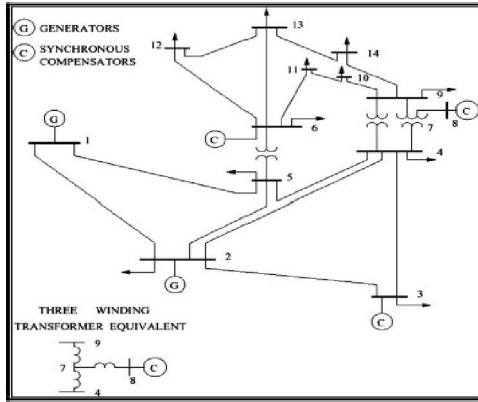 G GENERATORS
C SYNCHRONOUS
COMPENSATORS
13
12
14
11
10
9
C
6
7
8
C
G
1
4
5
2
G
3
C
THREE WINDING
TRANSFORMER EQUIVALENT
9
7
C
8
4